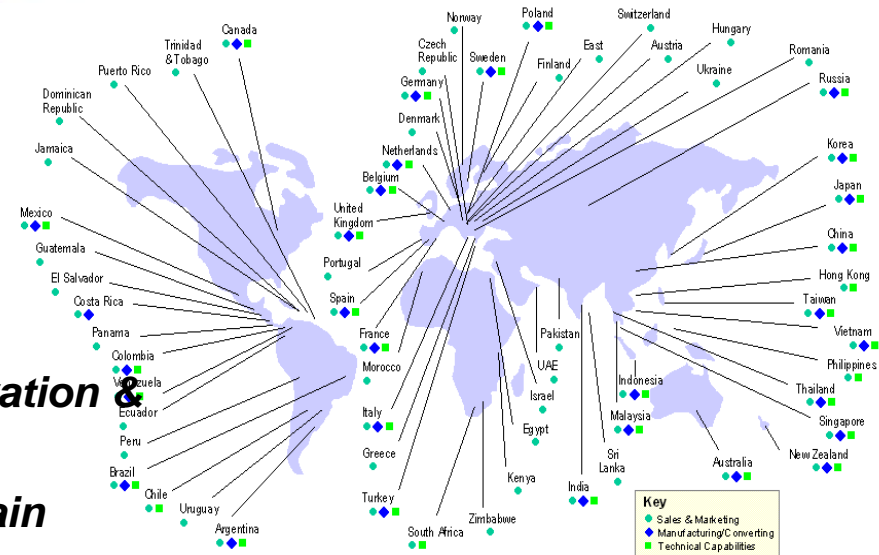 Norway
Poland
Switzerland
Hungary
Canada
Trinidad
& Tobago
Puerto Rico
Dominican
Republic
Jamaica
Mexico
Guatemala
El Salvador
Costa Rica
Panama
Colombia
Venezuela
Ecuador
Peru
Brazil
Chile
Uruguay
Argentina
Czech
Republic
Sweden
Finland
East
Austria
Ukraine
Romania
Russia
Germany
Denmark
Netherlands
Belgium
United
Kingdom
Portugal
Spain
France
Morocco
Italy
Greece
Turkey
South Africa
Zimbabwe
Kenya
Egypt
Israel
UAE
Pakistan
Indonesia
Malaysia
Sri
Lanka
India
Korea
Japan
China
Hong Kong
Taiwan
Vietnam
Philippines
Thailand
Singapore
New Zealand
Australia
ation &
ain
Key
Sales & Marketing
Manufacturing/Converting
Technical Capabilities